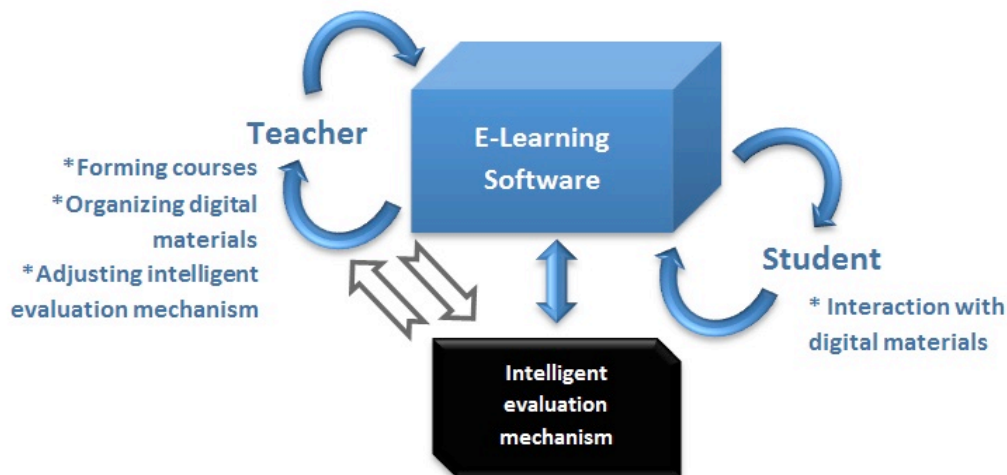 E-Learning
Software
Teacher
*Forming courses
*Organizing digital
materials
*Adjusting intelligent
evaluation mechanism
Student
* Interaction with
digital materials
Intelligent
evaluation
mechanism